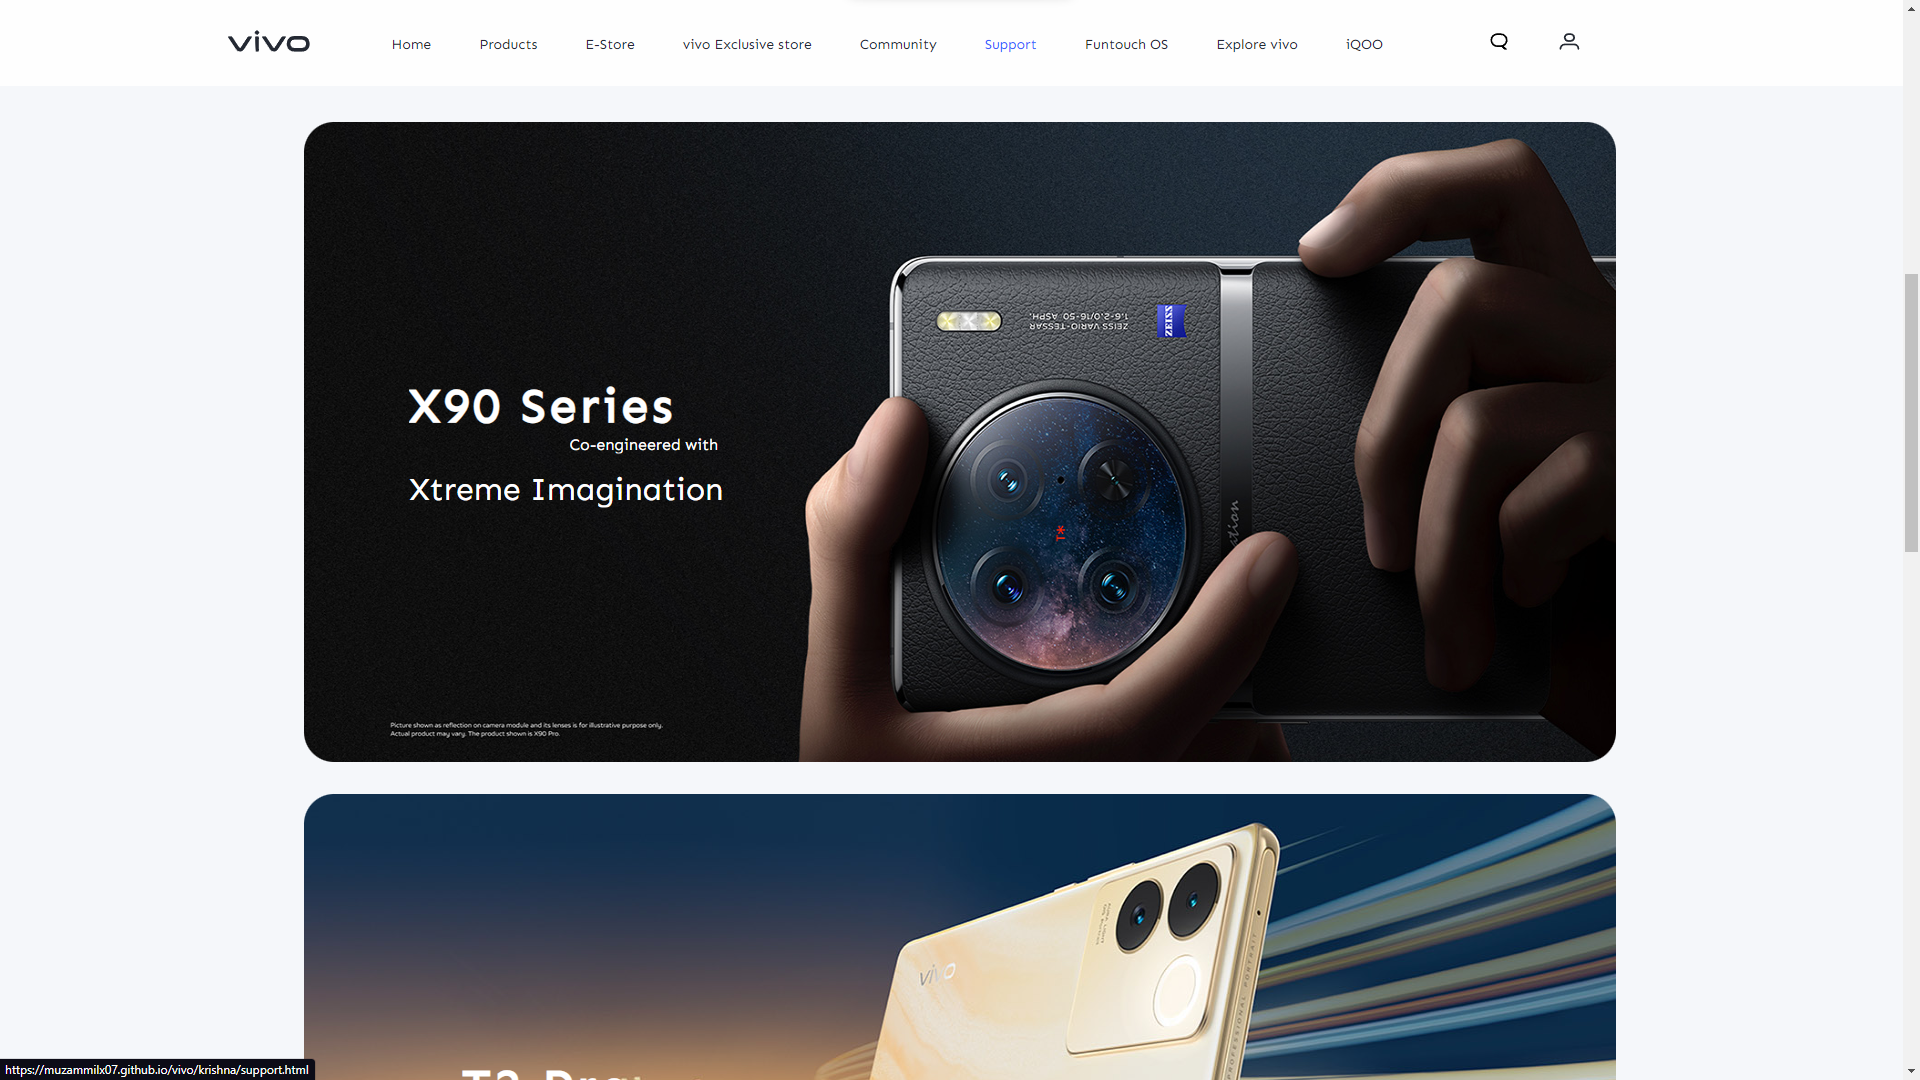 vivo
Home Products E-Store vivo Exclusive store Community Support Funtouch OS Explore vivo iQOO
ZEISS
ZEISS VARIO-TESSAR
1.6-2.0/16-50 ASPH.
X90 Series
Co-engineered with
Xtreme Imagination
T*
Picture shown as reflection on camera module and its lenses is for illustrative purpose only.
Actual product may vary. The product shown is X90 Pro.
vivo
PROFESSIONAL PORTRAIT
https://muzammilx07.github.io/vivo/krishna/support.html